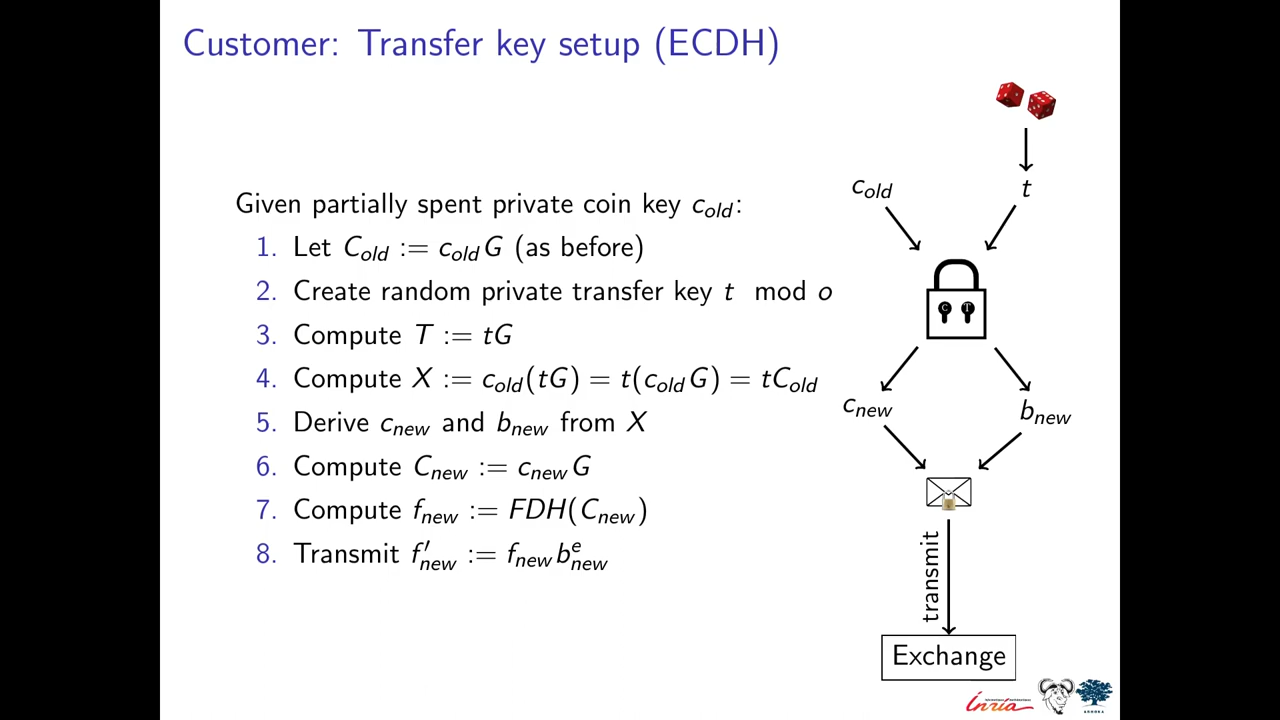 Customer: Transfer key setup (ECDH)
Given partially spent private coin key c_old:
1. Let C_old := c_old G (as before)
2. Create random private transfer key t mod o
3. Compute T := tG
4. Compute X := c_old(tG) = t(c_old G) = tC_old
5. Derive c_new and b_new from X
6. Compute C_new := c_new G
7. Compute f_new := FDH(C_new)
8. Transmit f'_new := f_new b^e_new
c_old
t
C T
c_new
b_new
transmit
Exchange
Inria
ASHOKA